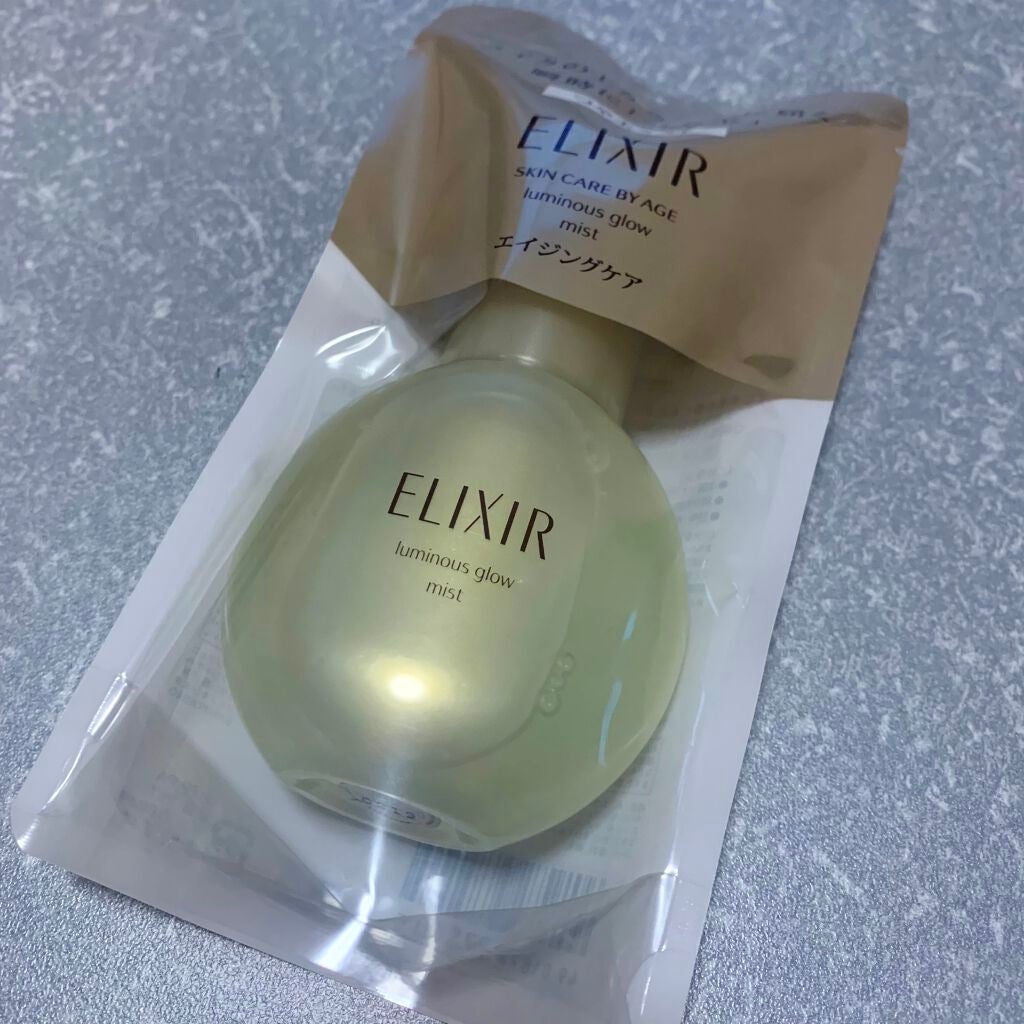 ELIXIR
SKIN CARE BY AGE
luminous glow
mist
エイジングケア
ELIXIR
luminous glow
mist